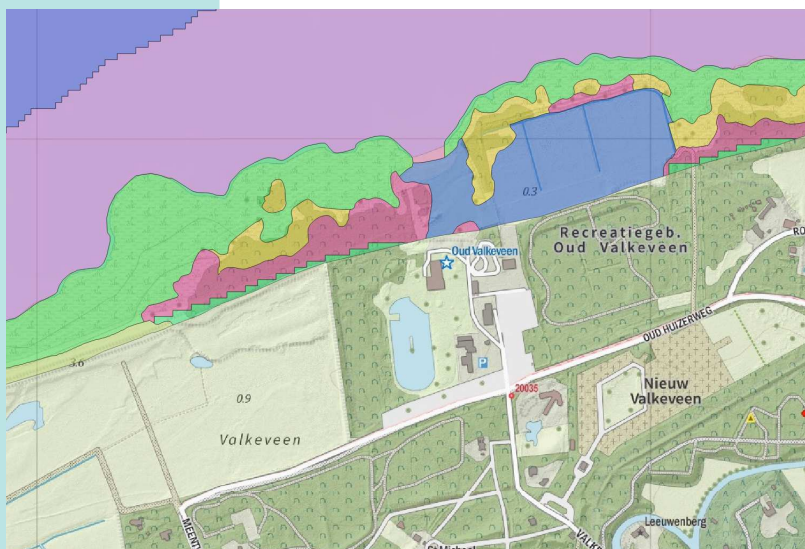 0.3
Recreatiegeb.
Oud Valkeveen
Oud Valkeveen
OUD HUIZERWEG
3.6
0.9
P
20035
Nieuw
Valkeveen
Valkeveen
Leeuwenberg